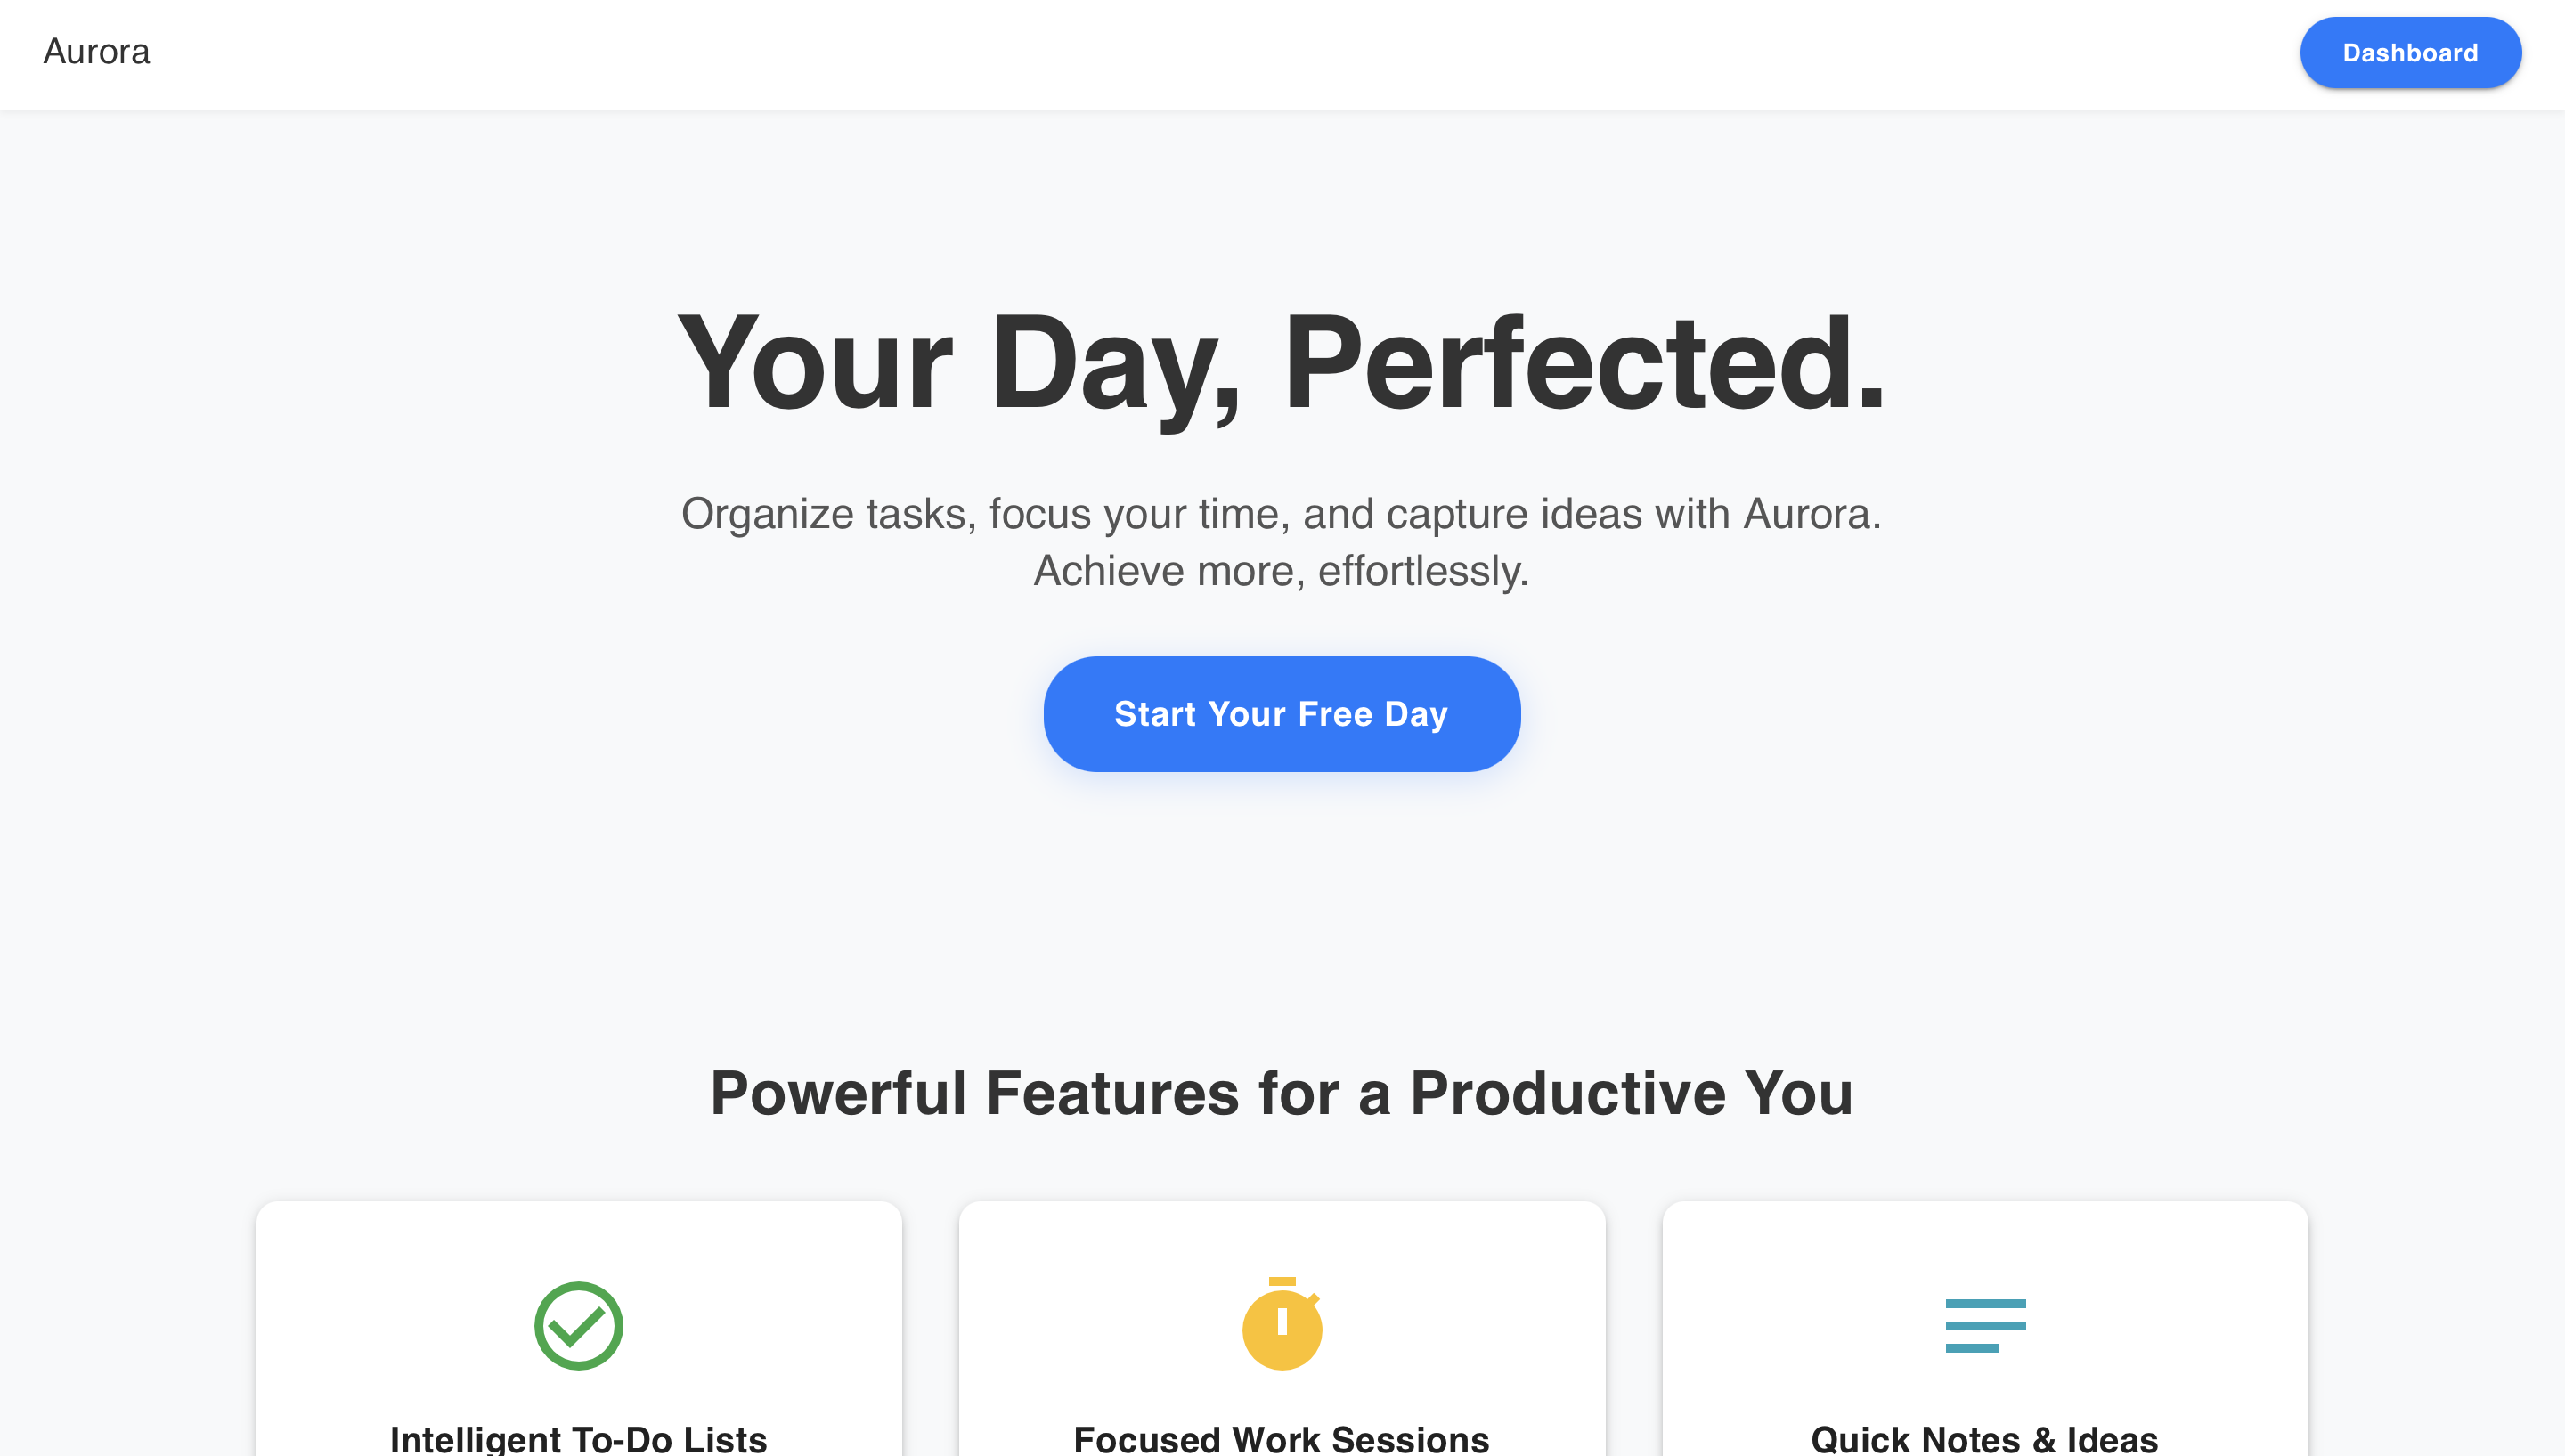 Aurora
Dashboard
Your Day, Perfected.
Organize tasks, focus your time, and capture ideas with Aurora.
Achieve more, effortlessly.
Start Your Free Day
Powerful Features for a Productive You
Intelligent To-Do Lists
Focused Work Sessions
Quick Notes & Ideas